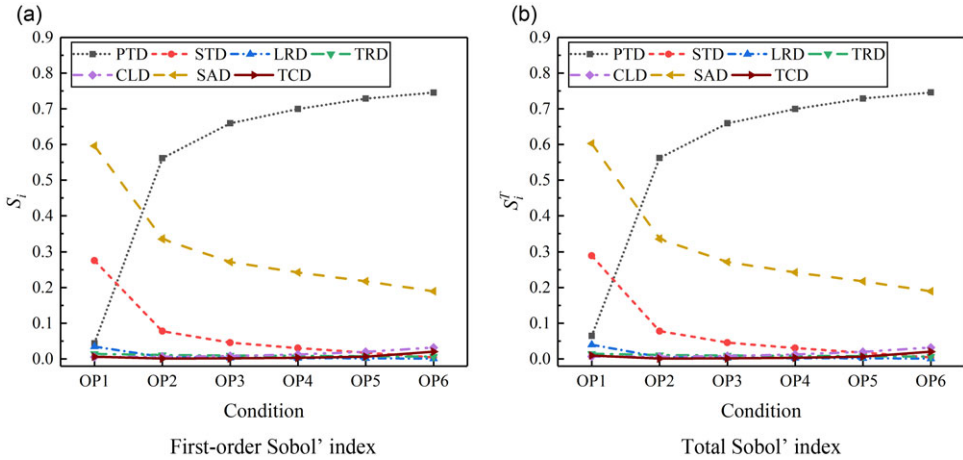 (a)
0.9
0.8
0.7
0.6
0.5
0.4
0.3
0.2
0.1
0.0
S_i
PTD STD LRD TRD
CLD SAD TCD
OP1 OP2 OP3 OP4 OP5 OP6
Condition
First-order Sobol’ index
(b)
0.9
0.8
0.7
0.6
0.5
0.4
0.3
0.2
0.1
0.0
S_i^T
PTD STD LRD TRD
CLD SAD TCD
OP1 OP2 OP3 OP4 OP5 OP6
Condition
Total Sobol’ index